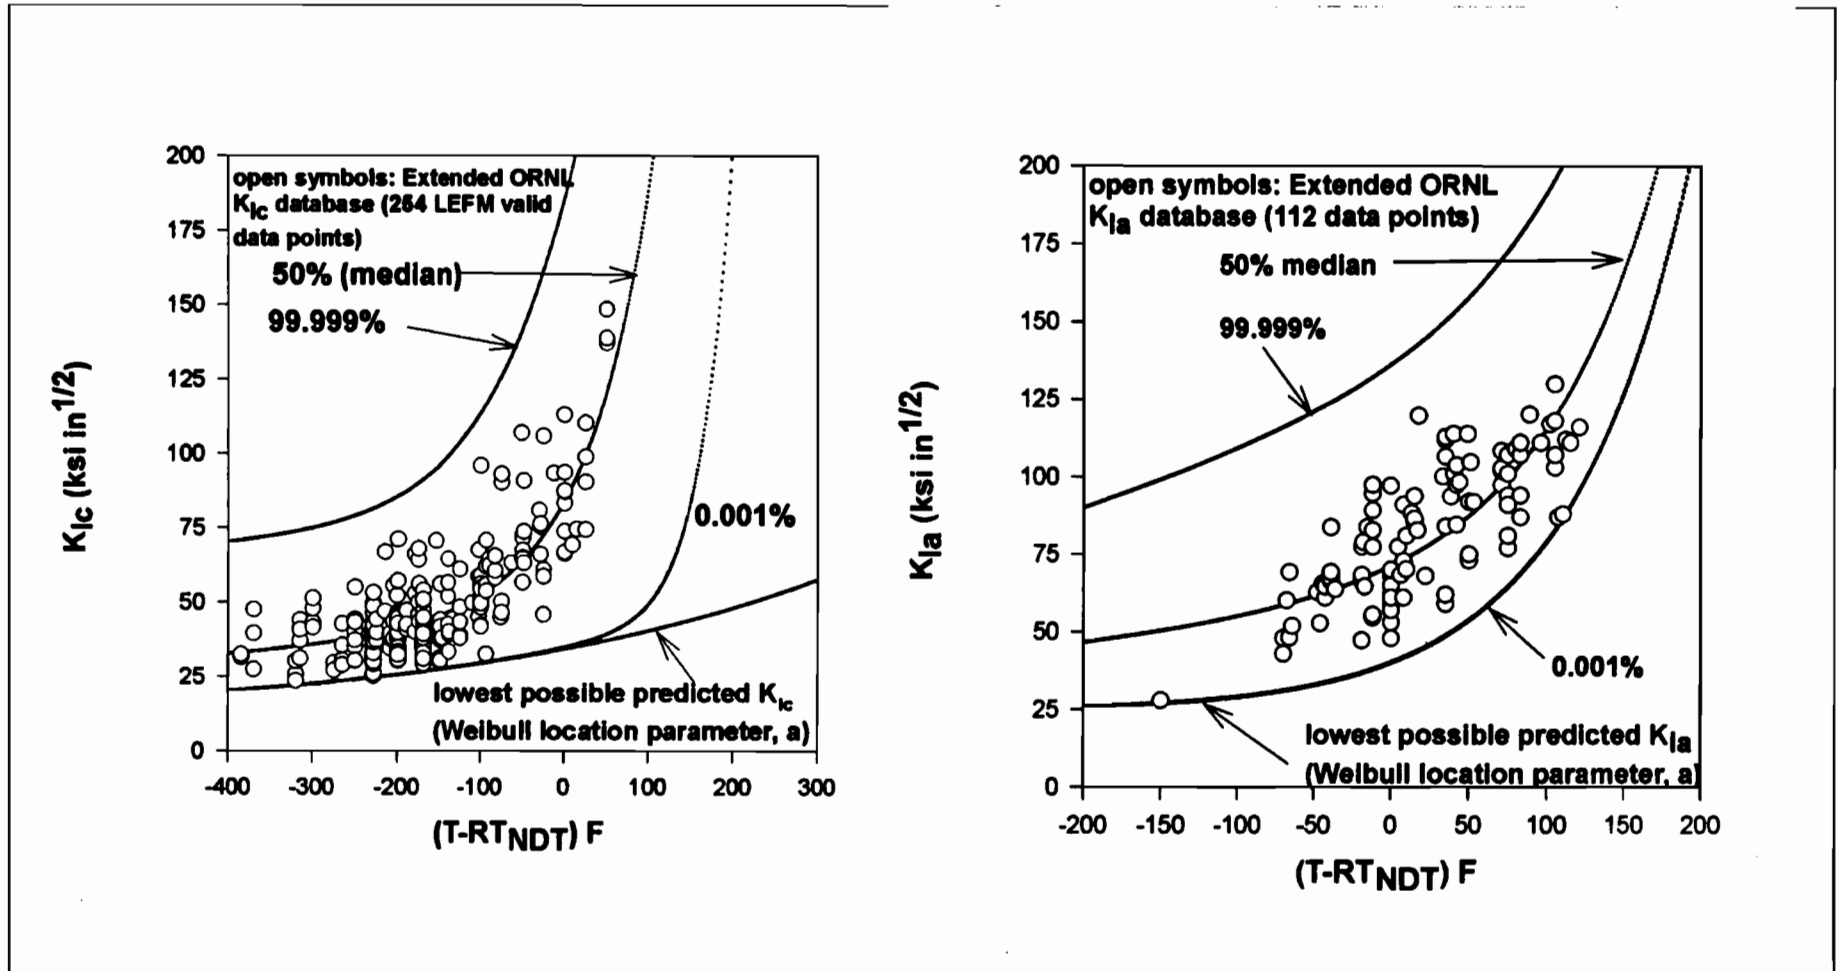 open symbols: Extended ORNL
KIc database (254 LEFM valid
data points)
50% (median)
99.999%
0.001%
lowest possible predicted KIc
(Weibull location parameter, a)
200
175
150
125
100
75
50
25
0
-400 -300 -200 -100 0 100 200 300
KIc (ksi in1/2)
(T-RTNDT) F
open symbols: Extended ORNL
KIa database (112 data points)
50% median
99.999%
0.001%
lowest possible predicted KIa
(Weibull location parameter, a)
200
175
150
125
100
75
50
25
0
-200 -150 -100 -50 0 50 100 150 200
KIa (ksi in1/2)
(T-RTNDT) F